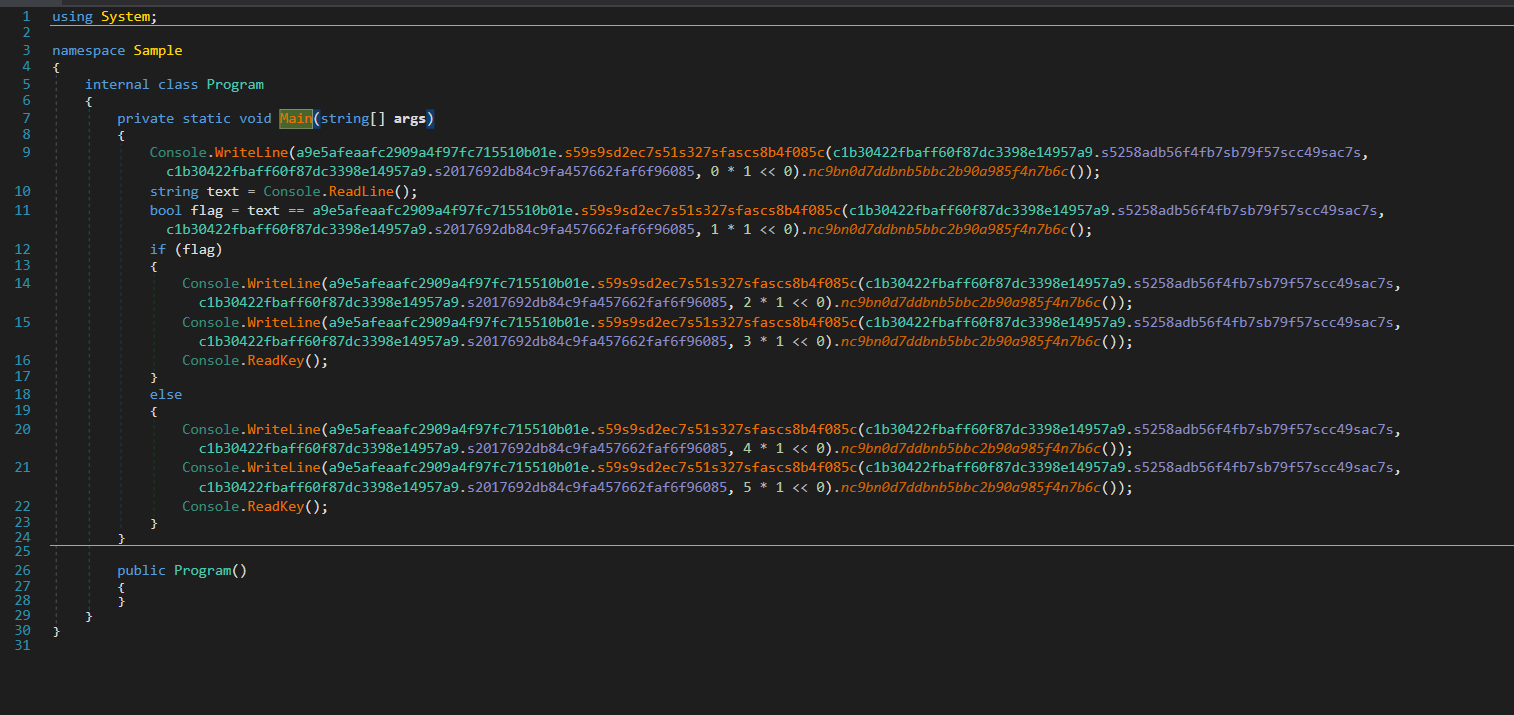 1 using System;
2
3 namespace Sample
4 {
5 internal class Program
6 {
7 private static void Main(string[] args)
8 {
9 Console.WriteLine(a9e5afeaafc2909a4f97fc715510b01e.s59s9sd2ec7s51s327sfascs8b4f085c(c1b30422fbaff60f87dc3398e14957a9.s5258adb56f4fb7sb79f57scc49sac7s,
c1b30422fbaff60f87dc3398e14957a9.s2017692db84c9fa457662faf6f96085, 0 * 1 << 0).nc9bn0d7ddbnb5bbc2b90a985f4n7b6c());
10 string text = Console.ReadLine();
11 bool flag = text == a9e5afeaafc2909a4f97fc715510b01e.s59s9sd2ec7s51s327sfascs8b4f085c(c1b30422fbaff60f87dc3398e14957a9.s5258adb56f4fb7sb79f57scc49sac7s,
c1b30422fbaff60f87dc3398e14957a9.s2017692db84c9fa457662faf6f96085, 1 * 1 << 0).nc9bn0d7ddbnb5bbc2b90a985f4n7b6c();
12 if (flag)
13 {
14 Console.WriteLine(a9e5afeaafc2909a4f97fc715510b01e.s59s9sd2ec7s51s327sfascs8b4f085c(c1b30422fbaff60f87dc3398e14957a9.s5258adb56f4fb7sb79f57scc49sac7s,
c1b30422fbaff60f87dc3398e14957a9.s2017692db84c9fa457662faf6f96085, 2 * 1 << 0).nc9bn0d7ddbnb5bbc2b90a985f4n7b6c());
15 Console.WriteLine(a9e5afeaafc2909a4f97fc715510b01e.s59s9sd2ec7s51s327sfascs8b4f085c(c1b30422fbaff60f87dc3398e14957a9.s5258adb56f4fb7sb79f57scc49sac7s,
c1b30422fbaff60f87dc3398e14957a9.s2017692db84c9fa457662faf6f96085, 3 * 1 << 0).nc9bn0d7ddbnb5bbc2b90a985f4n7b6c());
16 Console.ReadKey();
17 }
18 else
19 {
20 Console.WriteLine(a9e5afeaafc2909a4f97fc715510b01e.s59s9sd2ec7s51s327sfascs8b4f085c(c1b30422fbaff60f87dc3398e14957a9.s5258adb56f4fb7sb79f57scc49sac7s,
c1b30422fbaff60f87dc3398e14957a9.s2017692db84c9fa457662faf6f96085, 4 * 1 << 0).nc9bn0d7ddbnb5bbc2b90a985f4n7b6c());
21 Console.WriteLine(a9e5afeaafc2909a4f97fc715510b01e.s59s9sd2ec7s51s327sfascs8b4f085c(c1b30422fbaff60f87dc3398e14957a9.s5258adb56f4fb7sb79f57scc49sac7s,
c1b30422fbaff60f87dc3398e14957a9.s2017692db84c9fa457662faf6f96085, 5 * 1 << 0).nc9bn0d7ddbnb5bbc2b90a985f4n7b6c());
22 Console.ReadKey();
23 }
24 }
25
26 public Program()
27 {
28 }
29 }
30 }
31